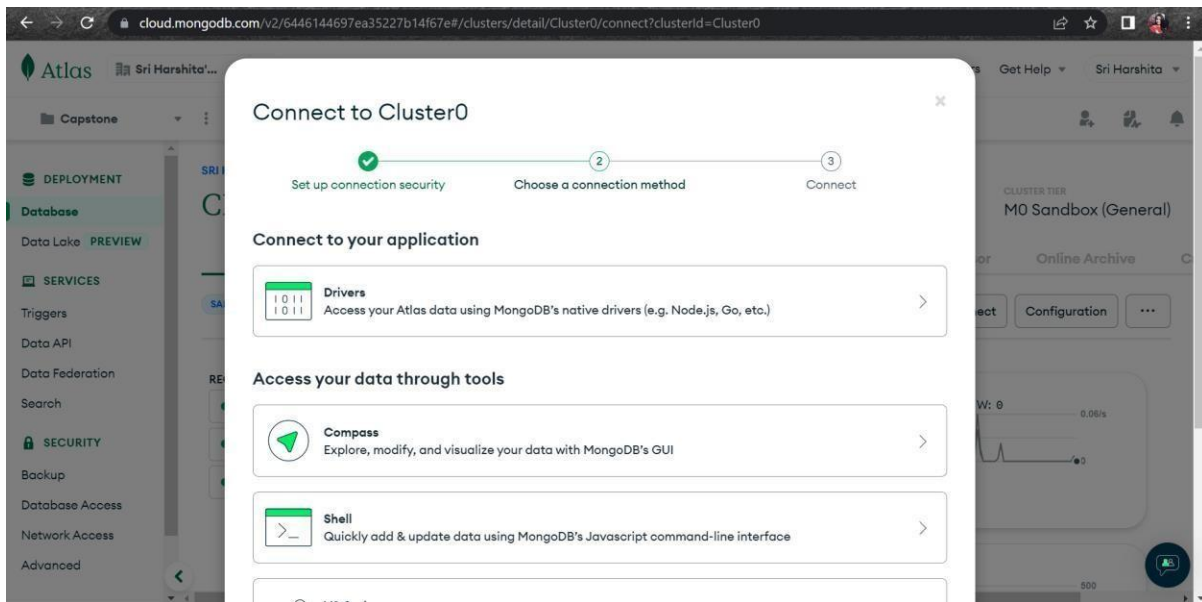 cloud.mongodb.com/v2/6446144697ea35227b14f67e#/clusters/detail/Cluster0/connect?clusterId=Cluster0
Atlas
Sri Harshita'...
Get Help
Sri Harshita
Capstone
Connect to Cluster0
2
3
Set up connection security
Choose a connection method
Connect
DEPLOYMENT
Database
Data Lake PREVIEW
SERVICES
Triggers
Data API
Data Federation
Search
SECURITY
Backup
Database Access
Network Access
Advanced
CLUSTER TIER
M0 Sandbox (General)
Online Archive
Configuration
...
Connect to your application
1011
1011
Drivers
Access your Atlas data using MongoDB's native drivers (e.g. Node.js, Go, etc.)
Access your data through tools
Compass
Explore, modify, and visualize your data with MongoDB's GUI
Shell
Quickly add & update data using MongoDB's Javascript command-line interface
W: 0
0.06/s
0
500